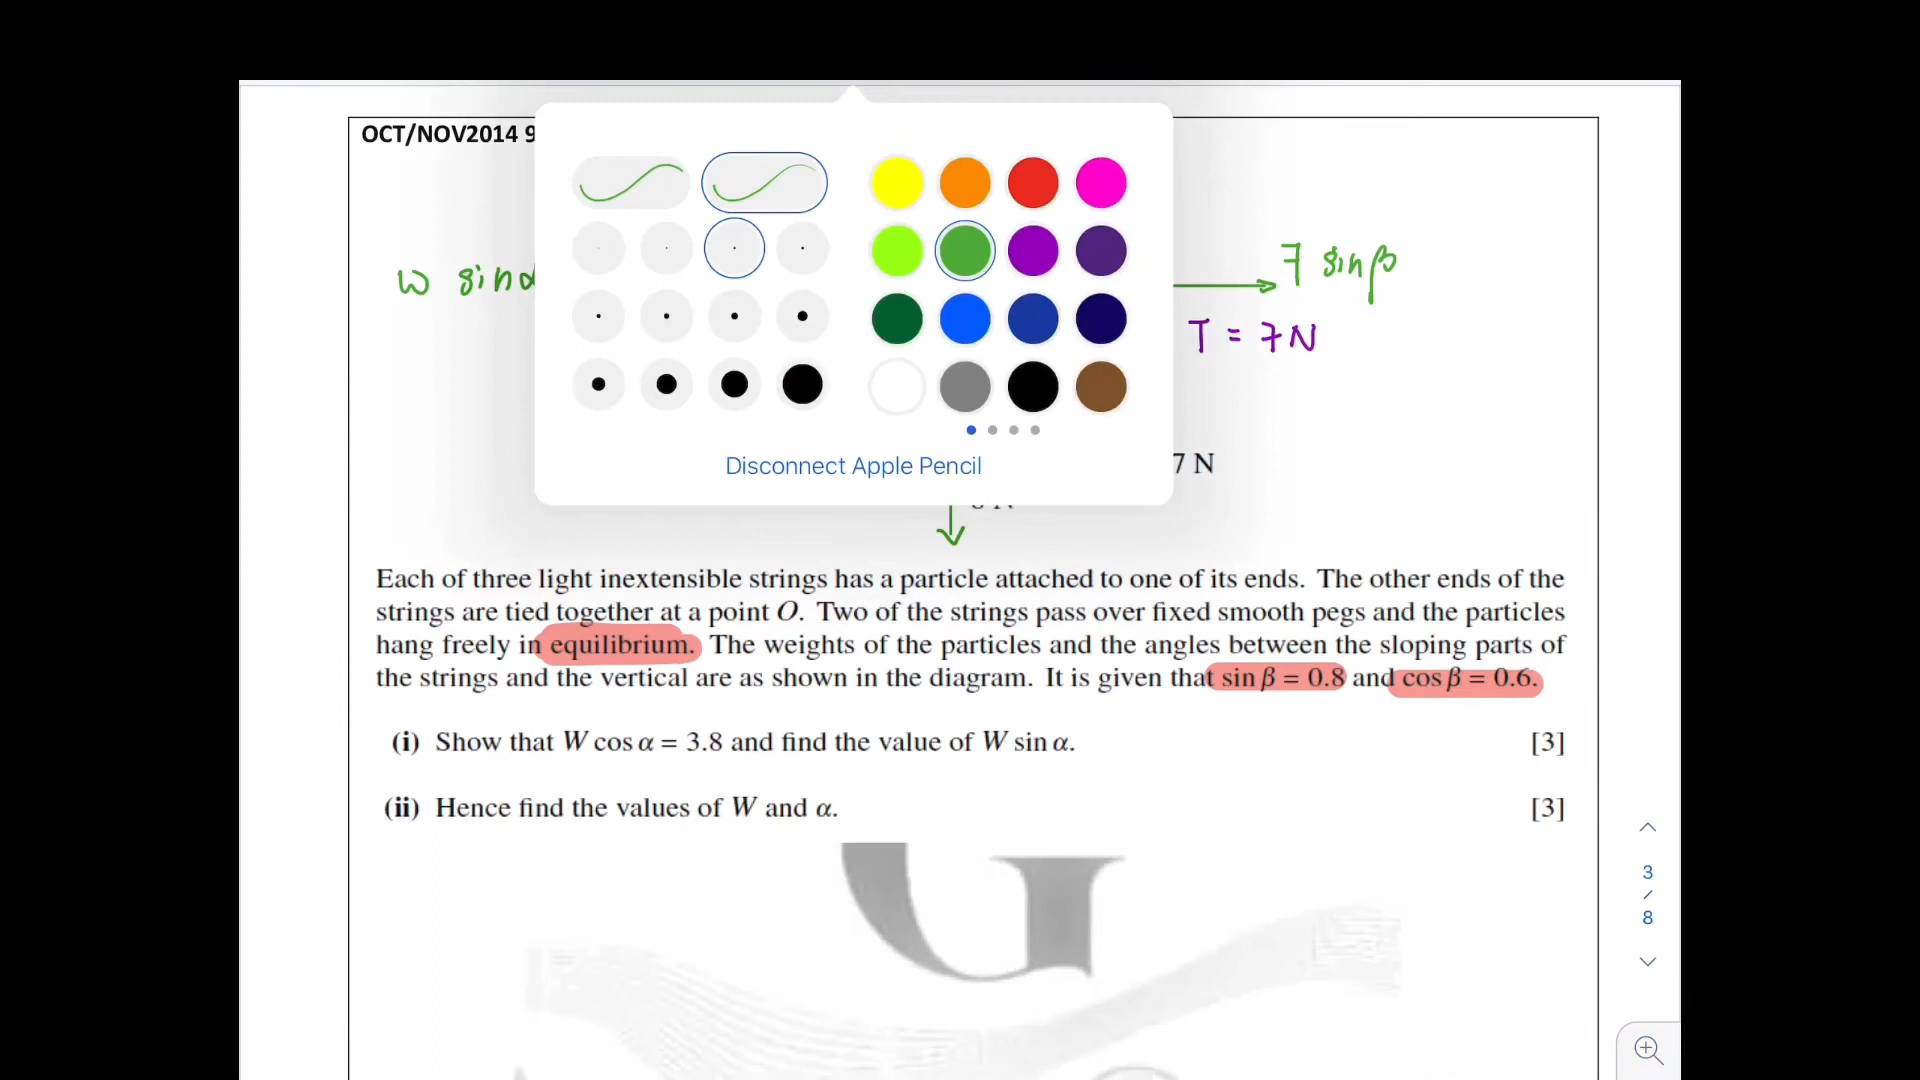 OCT/NOV2014 9
W sinα
7 sinβ
T = 7N
Disconnect Apple Pencil
7 N
Each of three light inextensible strings has a particle attached to one of its ends. The other ends of the
strings are tied together at a point O. Two of the strings pass over fixed smooth pegs and the particles
hang freely in equilibrium. The weights of the particles and the angles between the sloping parts of
the strings and the vertical are as shown in the diagram. It is given that sin β = 0.8 and cos β = 0.6.
(i) Show that W cos α = 3.8 and find the value of W sin α. [3]
(ii) Hence find the values of W and α. [3]
3
/
8
G